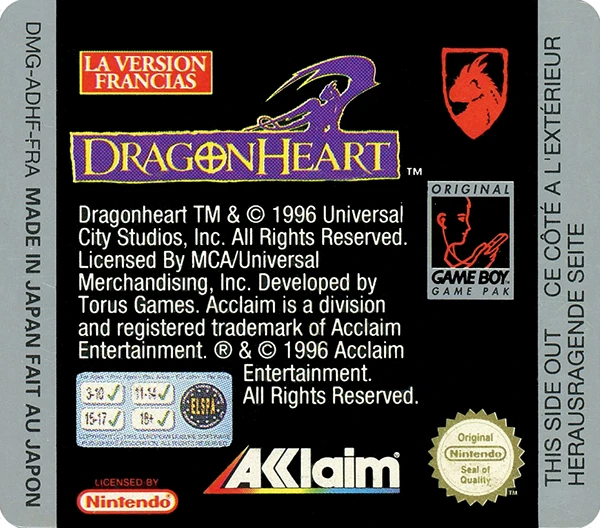 DMG-ADHF-FRA MADE IN JAPAN FAIT AU JAPON
LA VERSION
FRANCIAS
DRAGONHEART™
Dragonheart TM & © 1996 Universal
City Studios, Inc. All Rights Reserved.
Licensed By MCA/Universal
Merchandising, Inc. Developed by
Torus Games. Acclaim is a division
and registered trademark of Acclaim
Entertainment. ® & © 1996 Acclaim
Entertainment.
All Rights Reserved.
ORIGINAL
GAME BOY
GAME PAK
3-10 ✓ 11-14 ✓
15-17 ✓ 18+ ✓
ELSPA
LICENSED BY
Nintendo
AKKlaim
Original
Nintendo
Seal of
Quality
TM
THIS SIDE OUT CE CÔTÉ A L'EXTÉRIEUR
HERAUSRAGENDE SEITE